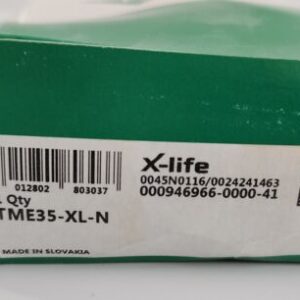 012802 803037
X-life
0045N0116/0024241463
000946966-0000-41
Qty
TME35-XL-N
MADE IN SLOVAKIA